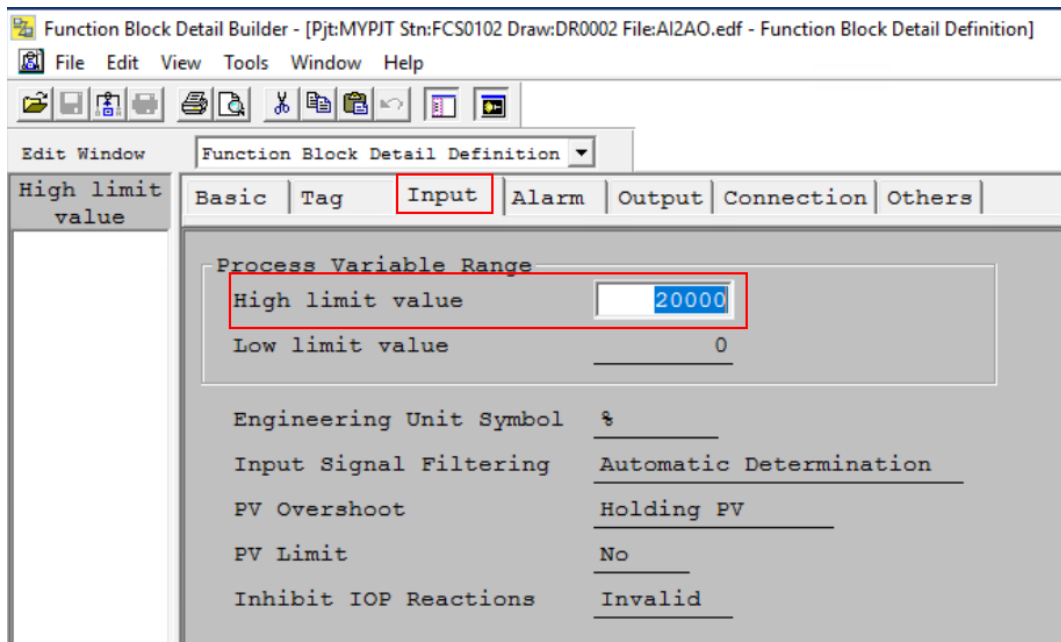 Function Block Detail Builder - [Pjt:MYPJT Stn:FCS0102 Draw:DR0002 File:AI2AO.edf - Function Block Detail Definition]
File Edit View Tools Window Help
Edit Window Function Block Detail Definition
High limit value
Basic Tag Input Alarm Output Connection Others
Process Variable Range
High limit value 20000
Low limit value 0
Engineering Unit Symbol %
Input Signal Filtering Automatic Determination
PV Overshoot Holding PV
PV Limit No
Inhibit IOP Reactions Invalid